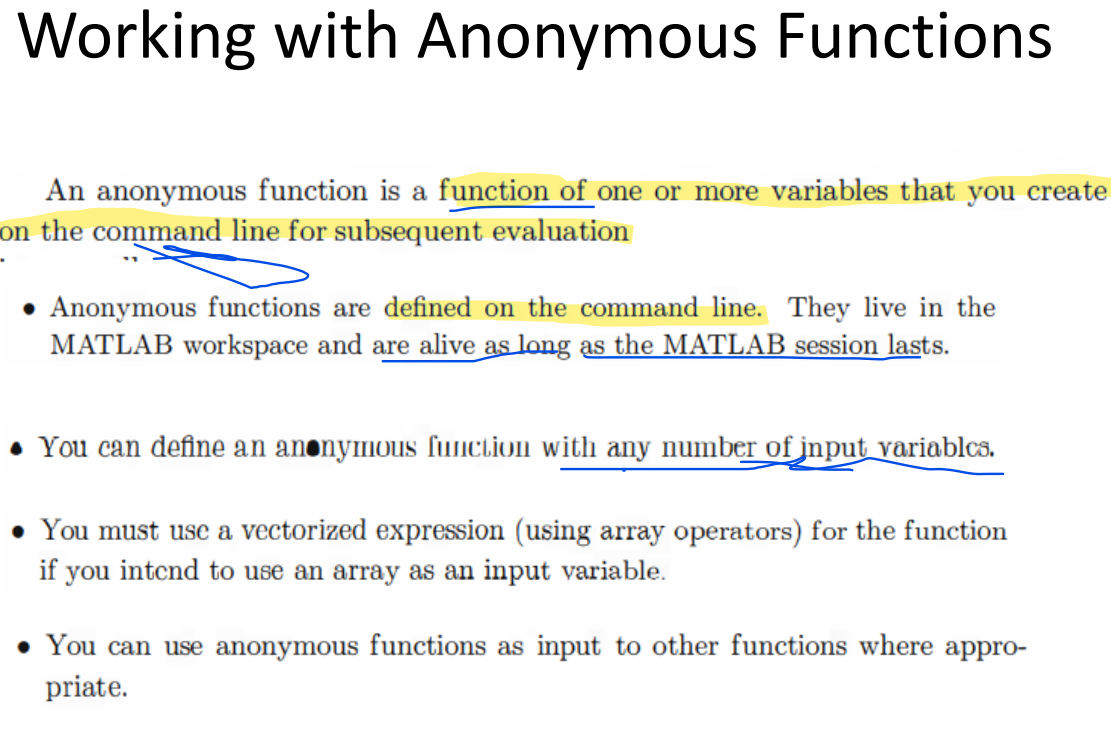 Working with Anonymous Functions
An anonymous function is a function of one or more variables that you create
on the command line for subsequent evaluation
• Anonymous functions are defined on the command line. They live in the
MATLAB workspace and are alive as long as the MATLAB session lasts.
• You can define an anonymous function with any number of input variables.
• You must use a vectorized expression (using array operators) for the function
if you intend to use an array as an input variable.
• You can use anonymous functions as input to other functions where appro-
priate.